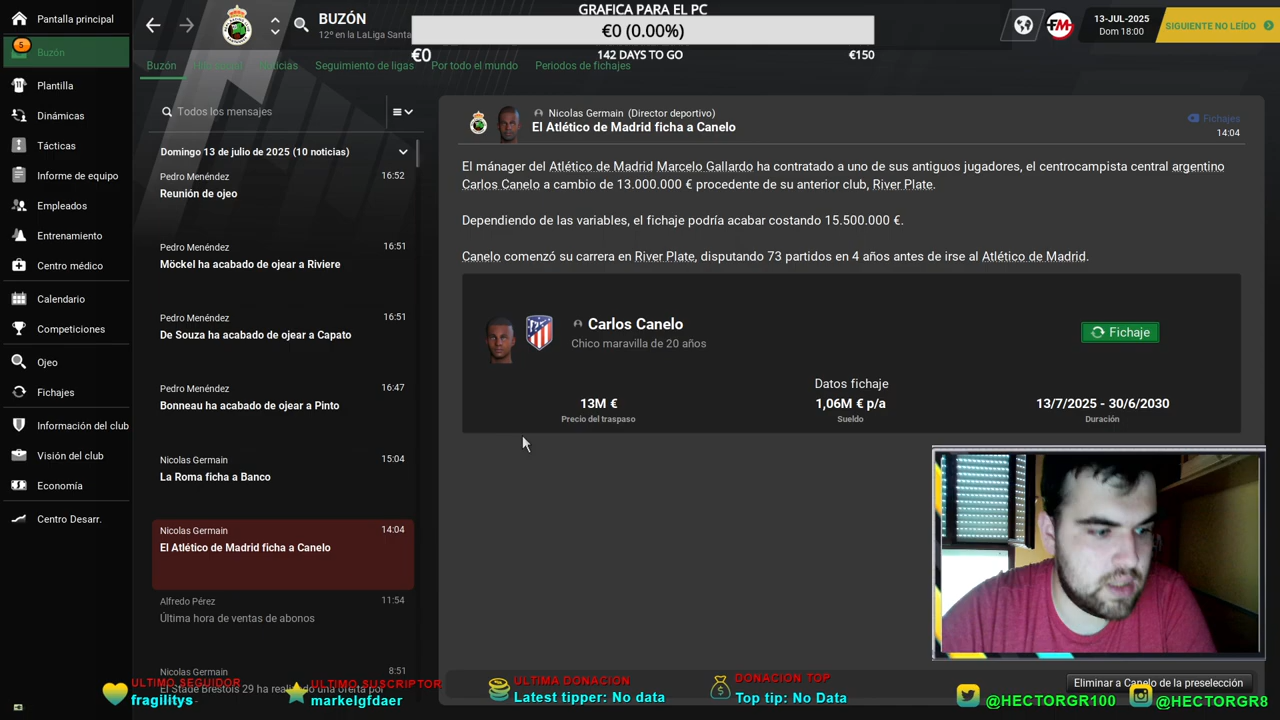 Pantalla principal
5
Buzón
Plantilla
Dinámicas
Tácticas
Informe de equipo
Empleados
Entrenamiento
Centro médico
Calendario
Competiciones
Ojeo
Fichajes
Información del club
Visión del club
Economía
Centro Desarr.
BUZÓN
12º en la LaLiga Santa
GRAFICA PARA EL PC
€0 (0.00%)
€0
142 DAYS TO GO
€150
FM
13-JUL-2025
Dom 18:00
SIGUIENTE NO LEÍDO
Buzón
Noticias
Seguimiento de ligas
Por todo el mundo
Periodos de fichajes
Todos los mensajes
Domingo 13 de julio de 2025 (10 noticias)
Pedro Menéndez 16:52
Reunión de ojeo
Pedro Menéndez 16:51
Möckel ha acabado de ojear a Riviere
Pedro Menéndez 16:51
De Souza ha acabado de ojear a Capato
Pedro Menéndez 16:47
Bonneau ha acabado de ojear a Pinto
Nicolas Germain 15:04
La Roma ficha a Banco
Nicolas Germain 14:04
El Atlético de Madrid ficha a Canelo
Alfredo Pérez 11:54
Última hora de ventas de abonos
Nicolas Germain 8:51
El Stade Brestois 29 ha realizado una oferta por
Nicolas Germain (Director deportivo)
El Atlético de Madrid ficha a Canelo
Fichajes
14:04
El mánager del Atlético de Madrid Marcelo Gallardo ha contratado a uno de sus antiguos jugadores, el centrocampista central argentino
Carlos Canelo a cambio de 13.000.000 € procedente de su anterior club, River Plate.
Dependiendo de las variables, el fichaje podría acabar costando 15.500.000 €.
Canelo comenzó su carrera en River Plate, disputando 73 partidos en 4 años antes de irse al Atlético de Madrid.
Carlos Canelo
Chico maravilla de 20 años
Fichaje
Datos fichaje
13M €
Precio del traspaso
1,06M € p/a
Sueldo
13/7/2025 - 30/6/2030
Duración
Eliminar a Canelo de la preselección
ULTIMO SEGUIDOR
fragilitys
ULTIMO SUSCRIPTOR
markelgfdaer
ULTIMA DONACION
Latest tipper: No data
DONACION TOP
Top tip: No Data
@HECTORGR100
@HECTORGR8